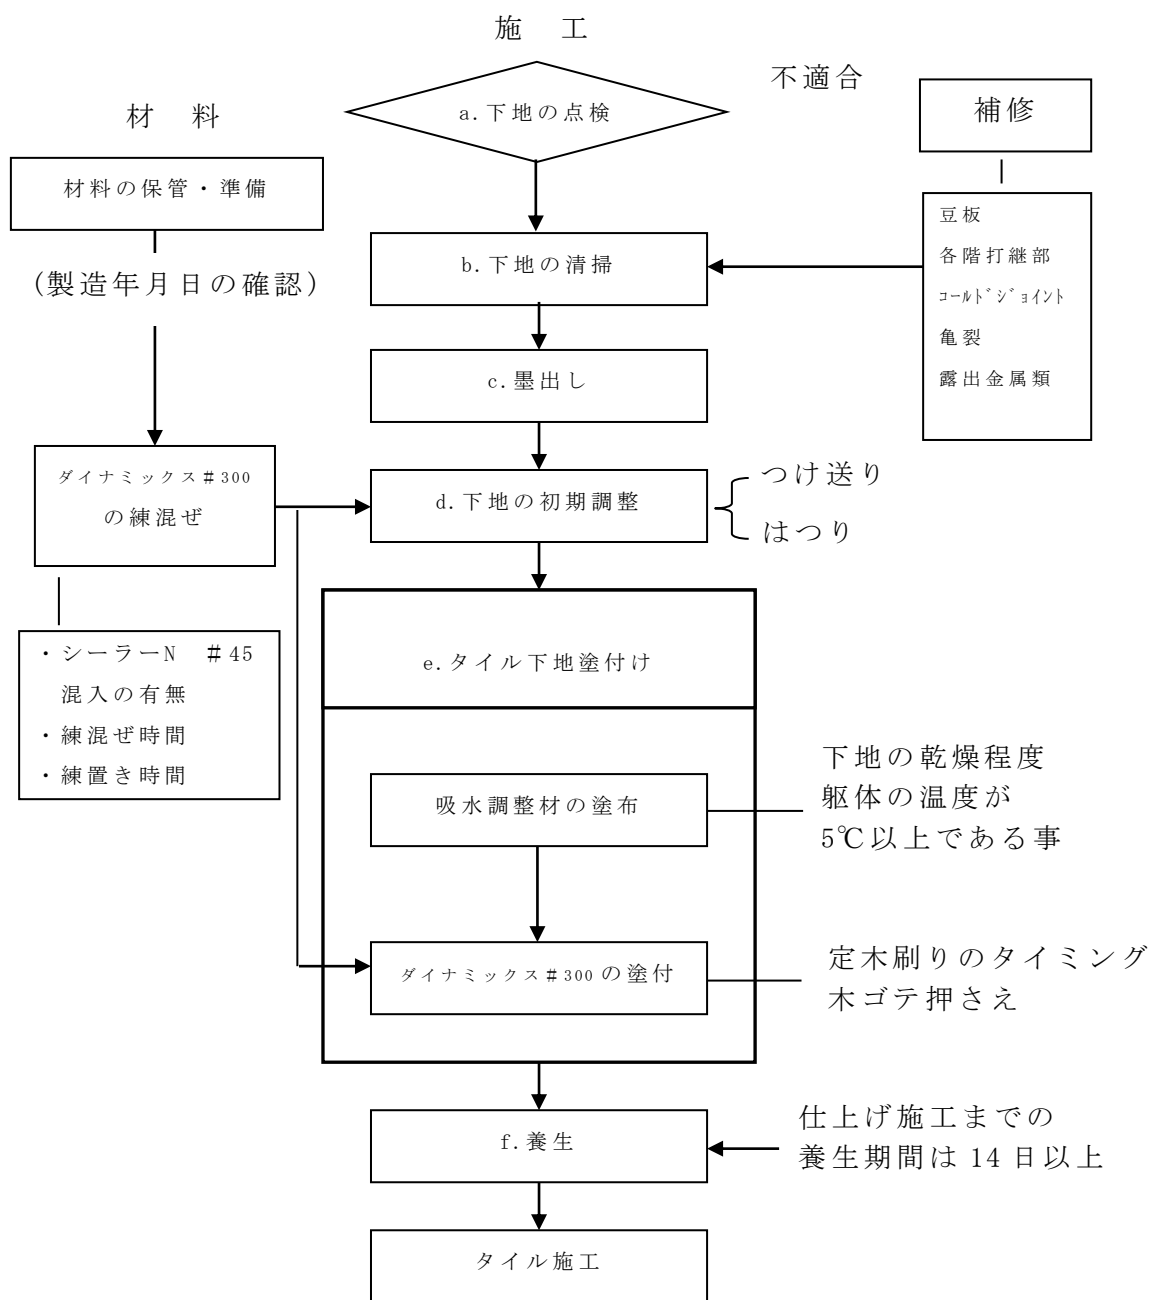 施　工
a.下地の点検
不適合
補修
材　料
材料の保管・準備
(製造年月日の確認)
豆板
各階打継部
ｺｰﾙﾄﾞｼﾞｮｲﾝﾄ
亀裂
露出金属類
b.下地の清掃
c.墨出し
ダイナミックス＃300
の練混ぜ
d.下地の初期調整
つけ送り
はつり
・シーラーN　＃45
混入の有無
・練混ぜ時間
・練置き時間
e.タイル下地塗付け
吸水調整材の塗布
下地の乾燥程度
躯体の温度が
5℃以上である事
ダイナミックス＃300の塗付
定木刷りのタイミング
木ゴテ押さえ
f.養生
仕上げ施工までの
養生期間は14日以上
タイル施工